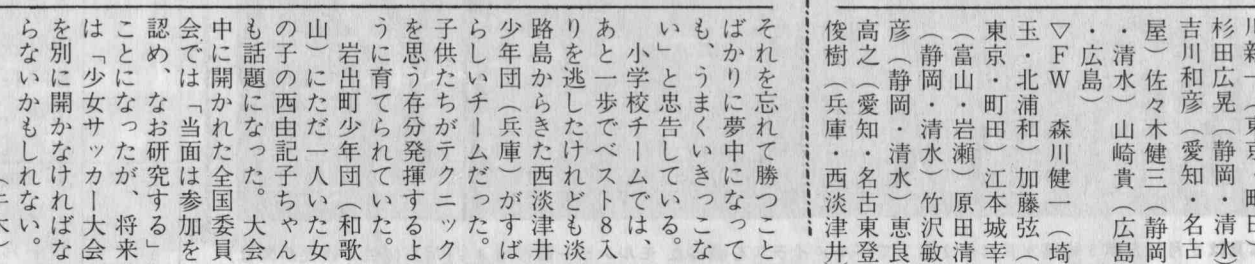 杉田広晃（静岡・清水）
吉川和彦（愛知・名古
屋）佐々木健三（静岡
・清水）山崎貴（広島
・広島）
▽ＦＷ　森川健一（埼
玉・北浦和）加藤弦（
東京・町田）江本城幸
（富山・岩瀬）原田清
（静岡・清水）竹沢敏
彦（静岡・清水）恵良
高之（愛知・名古東登
俊樹（兵庫・西淡津井
それを忘れて勝つこと
ばかりに夢中になって
も、うまくいきっこな
い」と忠告している。
　小学校チームでは、
あと一歩でベスト８入
りを逃したけれども淡
路島からきた西淡津井
少年団（兵庫）がすば
らしいチームだった。
子供たちがテクニック
を思う存分発揮するよ
うに育てられていた。
　岩出町少年団（和歌
山）にただ一人いた女
の子の西由記子ちゃん
も話題になった。大会
中に開かれた全国委員
会では「当面は参加を
認め、なお研究する」
ことになったが、将来
は「少女サッカー大会
を別に開かなければな
らないかもしれない。